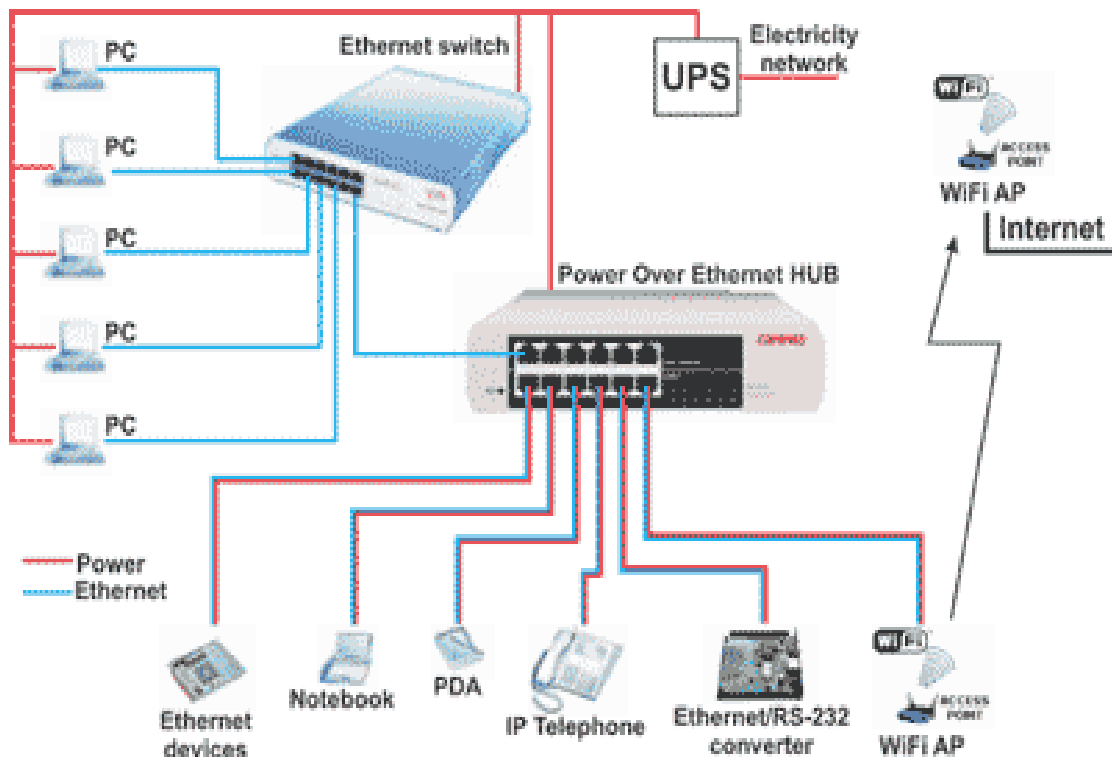 PC
Ethernet switch
UPS
Electricity
network
PC
WiFi
ACCESS
POINT
WiFi AP
PC
Internet
Power Over Ethernet HUB
PC
PC
Power
Ethernet
Ethernet
devices
Notebook
PDA
IP Telephone
Ethernet/RS-232
converter
WiFi
ACCESS
POINT
WiFi AP